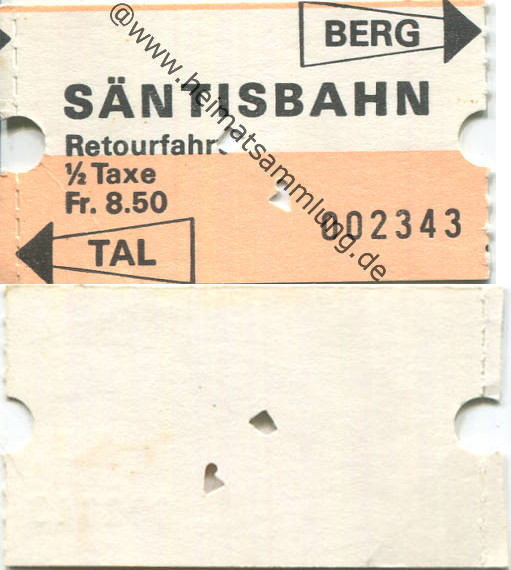 BERG
SÄNTISBAHN
Retourfahrt
½ Taxe
Fr. 8.50
002343
TAL
@www.heimatsammlung.de